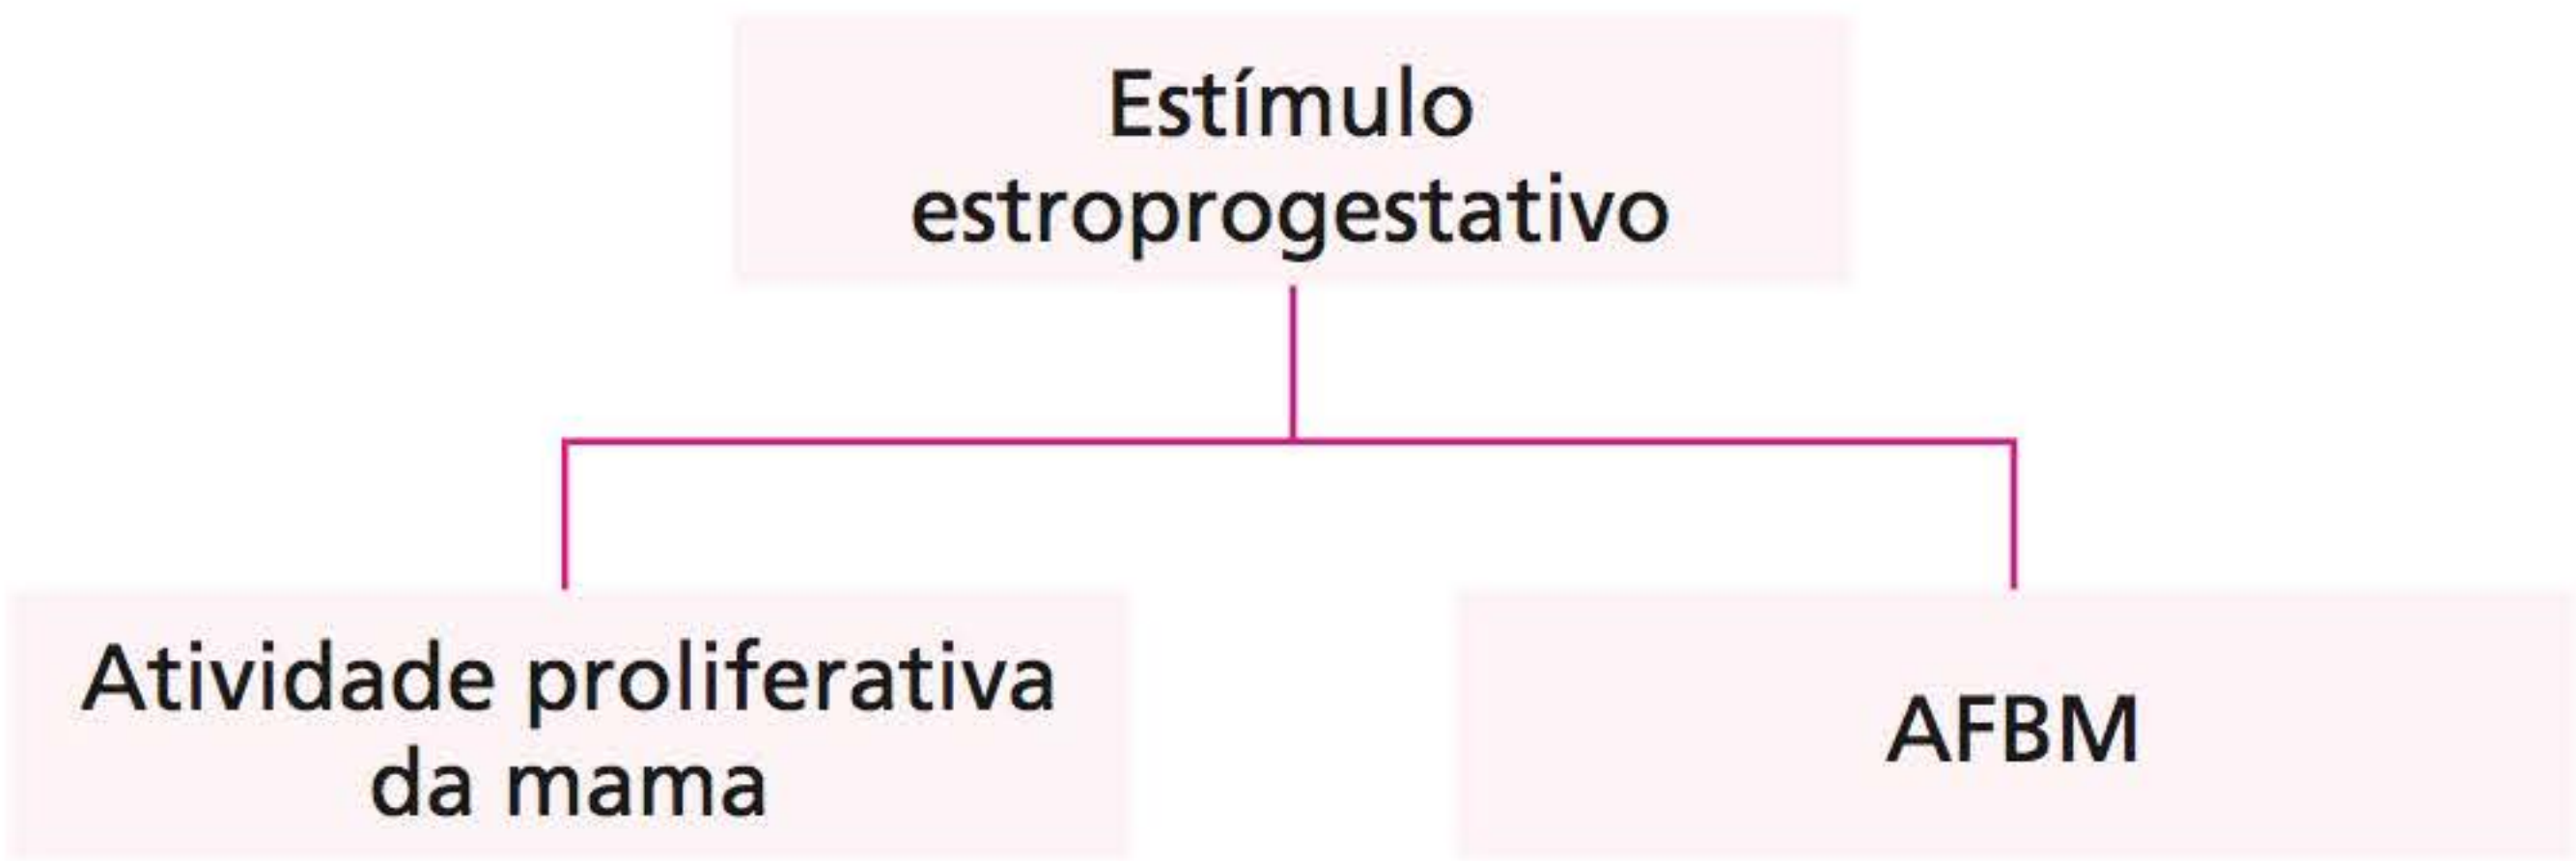 Estímulo
estroprogestativo
Atividade proliferativa
da mama
AFBM